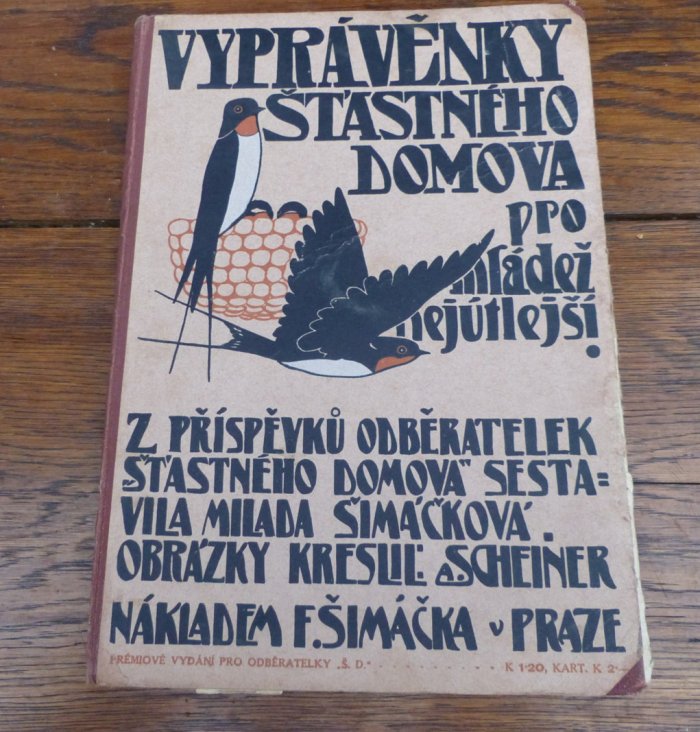 VYPRÁVĚNKY
ŠŤASTNÉHO
DOMOVA
pro
mládež
nejútlejší.
Z PŘÍSPĚVKŮ ODBĚRATELEK
„ŠŤASTNÉHO DOMOVA" SESTA=
VILA MILADA ŠIMÁČKOVÁ.
OBRÁZKY KRESLIL A.SCHEINER
NÁKLADEM F.ŠIMÁČKA v PRAZE
PRÉMIOVÉ VYDÁNÍ PRO ODBĚRATELKY „Š. D." . . . . . . . . . . K 1·20, KART. K 2·—